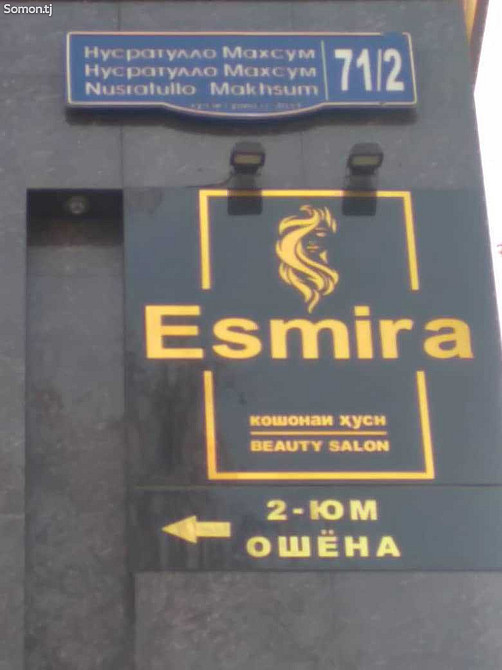 Somon.tj
Нусратулло Махсум
Нусратулло Махсум
Nusratullo Makhsum
71/2
Esmira
кошонаи ҳусн
BEAUTY SALON
2-ЮМ
ОШЁНА